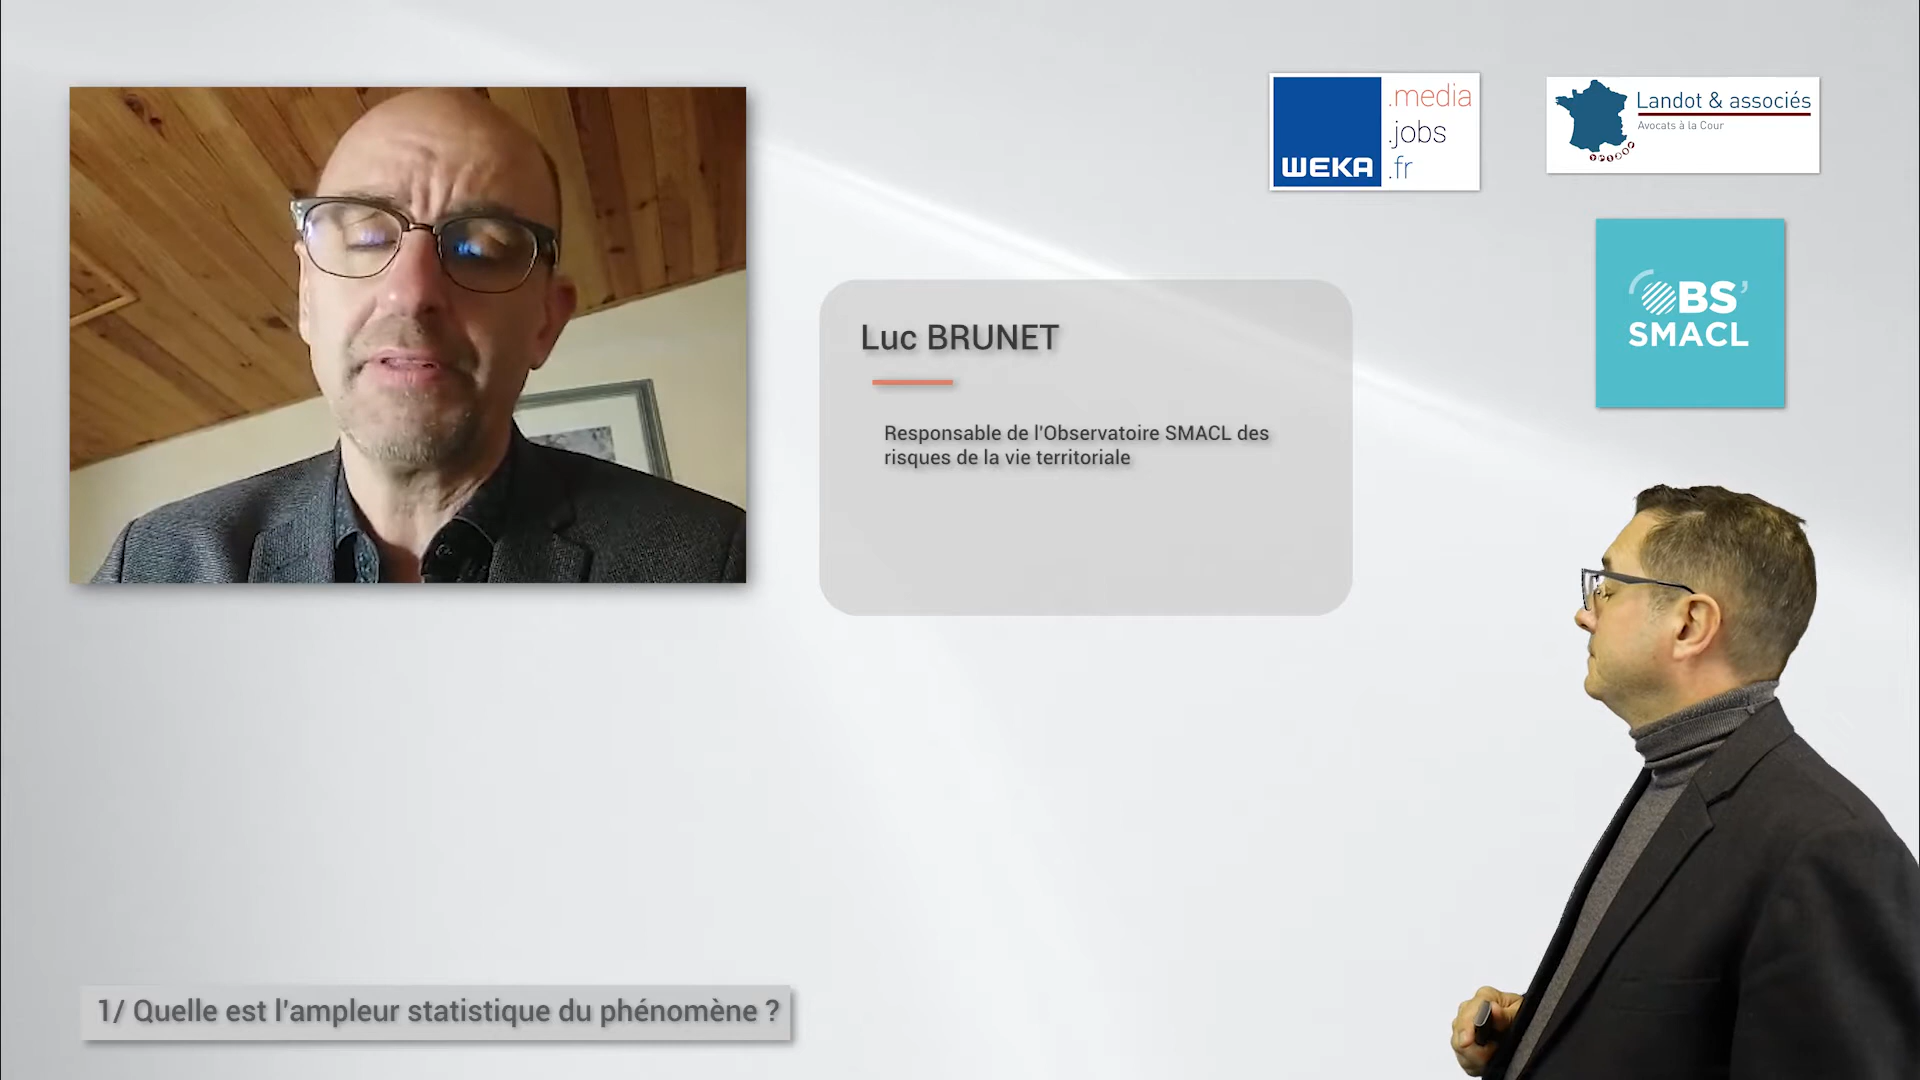 .media
.jobs
.fr
WEKA
Landot & associés
Avocats à la Cour
OBS'
SMACL
Luc BRUNET
Responsable de l'Observatoire SMACL des
risques de la vie territoriale
1/ Quelle est l'ampleur statistique du phénomène ?